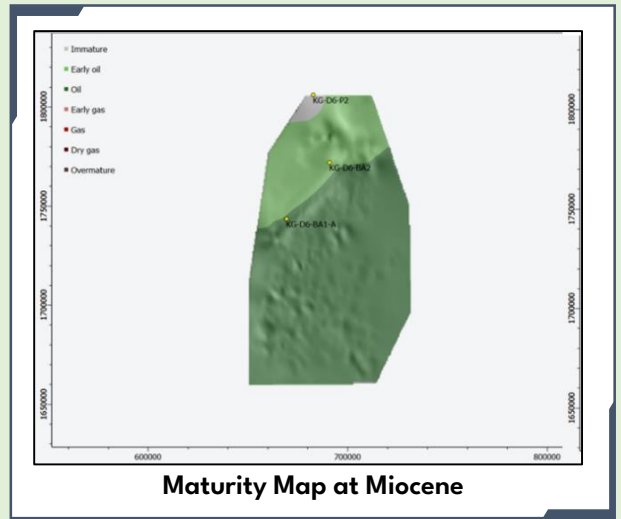 Immature
Early oil
Oil
Early gas
Gas
Dry gas
Overmature
KG-D6-P2
KG-D6-BA2
KG-D6-BA1-A
1800000
1750000
1700000
1650000
1800000
1750000
1700000
1650000
600000
700000
800000
Maturity Map at Miocene